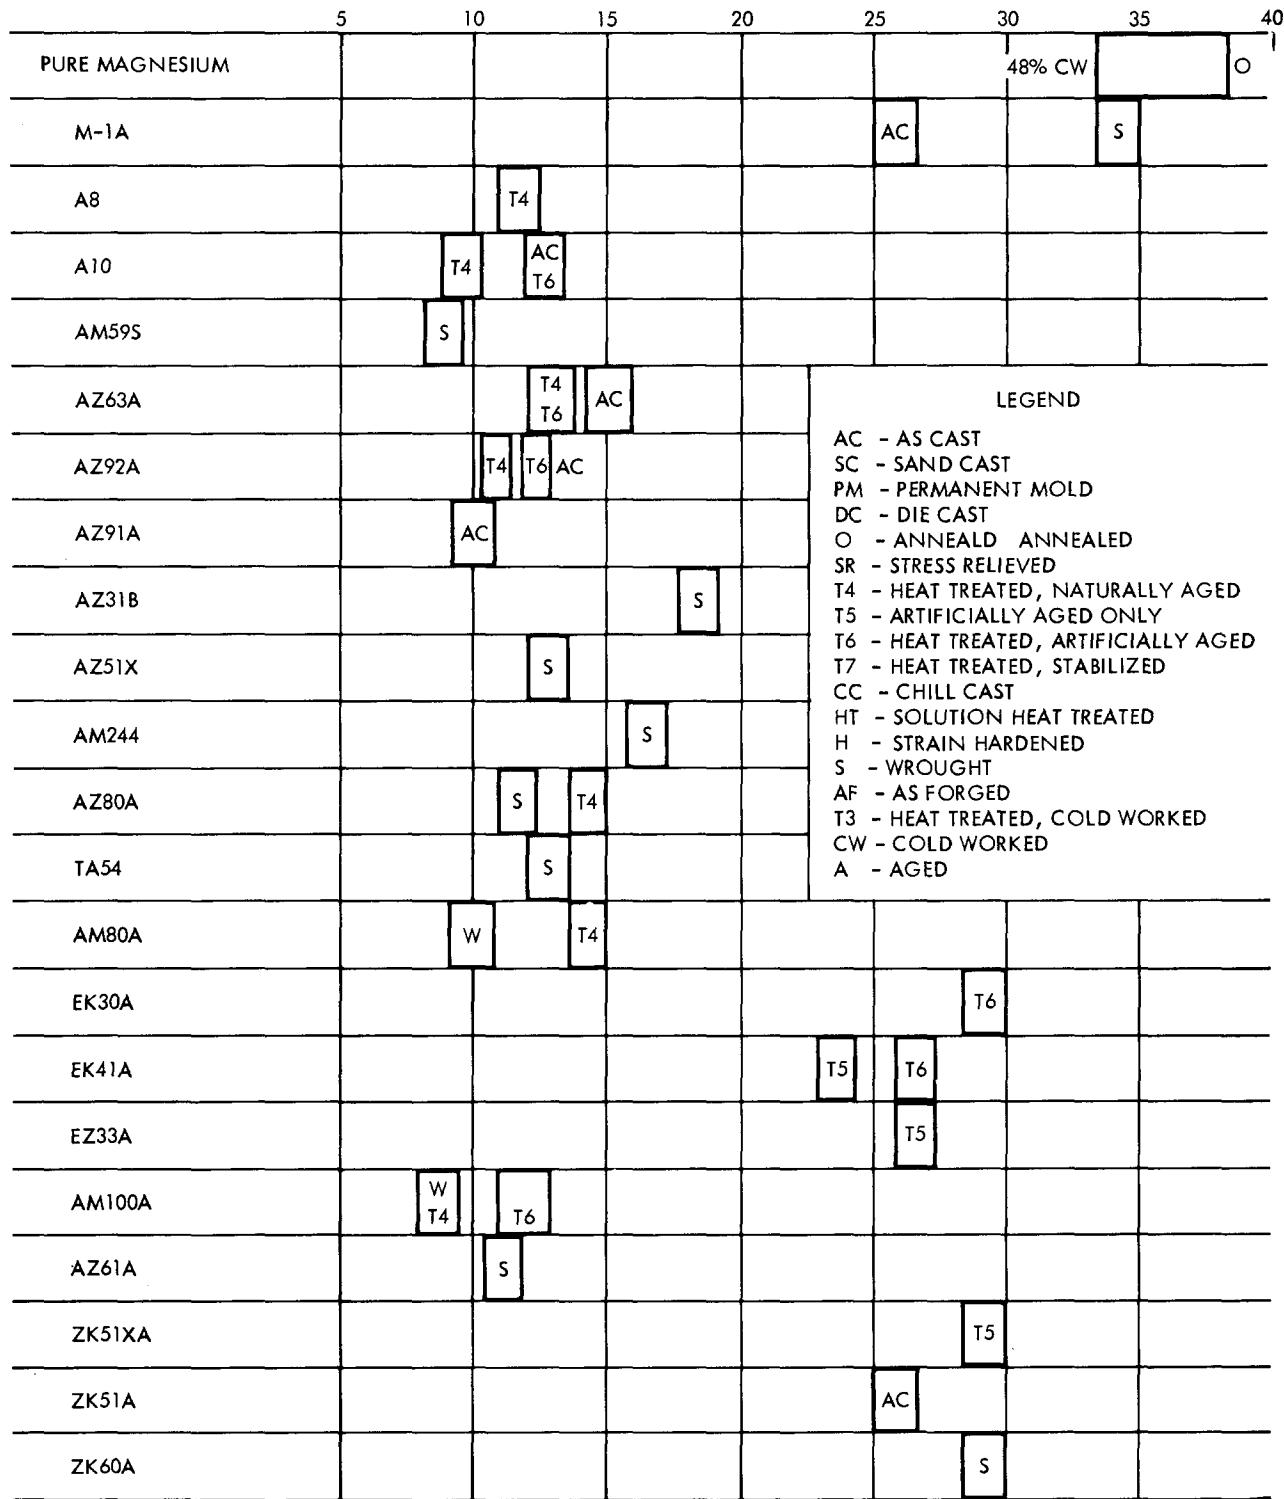 5 10 15 20 25 30 35 40
PURE MAGNESIUM 48% CW O
M-1A AC S
A8 T4
A10 T4 AC T6
AM59S S
AZ63A T4 T6 AC
AZ92A T4 T6 AC
AZ91A AC
AZ31B S
AZ51X S
AM244 S
AZ80A S T4
TA54 S
AM80A W T4
EK30A T6
EK41A T5 T6
EZ33A T5
AM100A W T4 T6
AZ61A S
ZK51XA T5
ZK51A AC
ZK60A S
LEGEND
AC - AS CAST
SC - SAND CAST
PM - PERMANENT MOLD
DC - DIE CAST
O - ANNEALD ANNEALED
SR - STRESS RELIEVED
T4 - HEAT TREATED, NATURALLY AGED
T5 - ARTIFICIALLY AGED ONLY
T6 - HEAT TREATED, ARTIFICIALLY AGED
T7 - HEAT TREATED, STABILIZED
CC - CHILL CAST
HT - SOLUTION HEAT TREATED
H - STRAIN HARDENED
S - WROUGHT
AF - AS FORGED
T3 - HEAT TREATED, COLD WORKED
CW - COLD WORKED
A - AGED